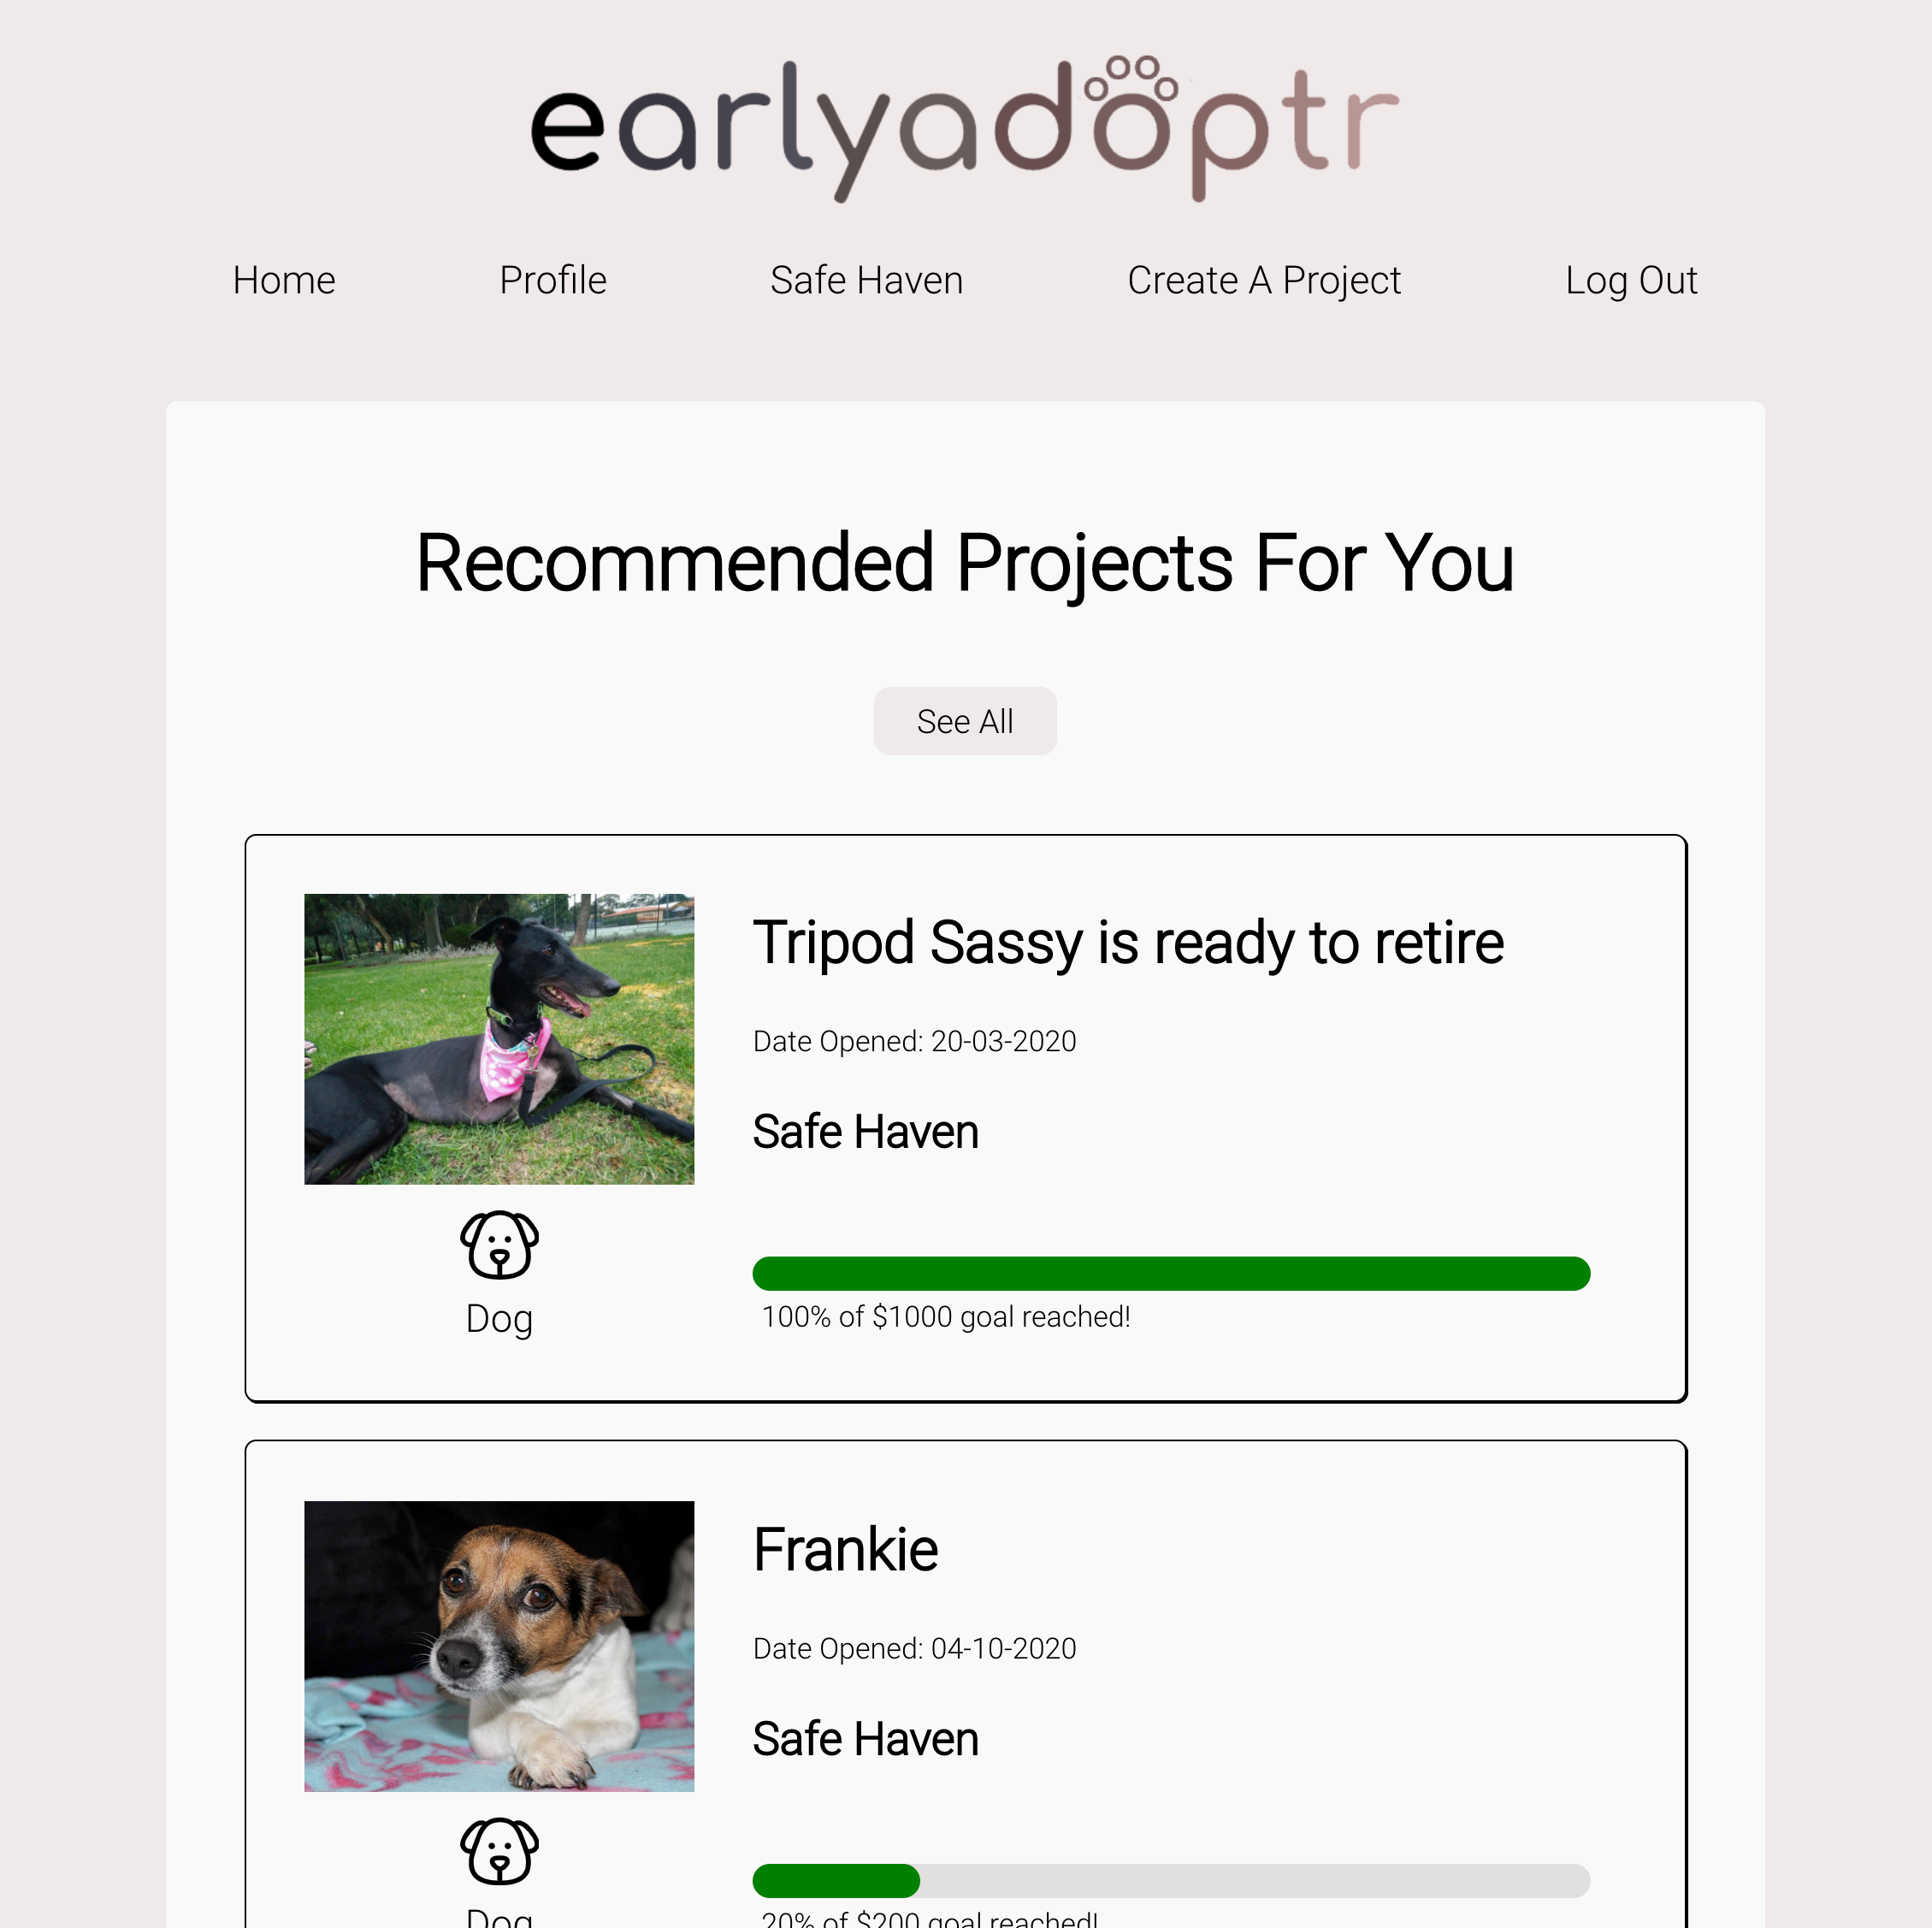 earlyadoptr
Home Profile Safe Haven Create A Project Log Out
Recommended Projects For You
See All
Tripod Sassy is ready to retire
Date Opened: 20-03-2020
Safe Haven
Dog
100% of $1000 goal reached!
Frankie
Date Opened: 04-10-2020
Safe Haven
Dog
20% of $200 goal reached!